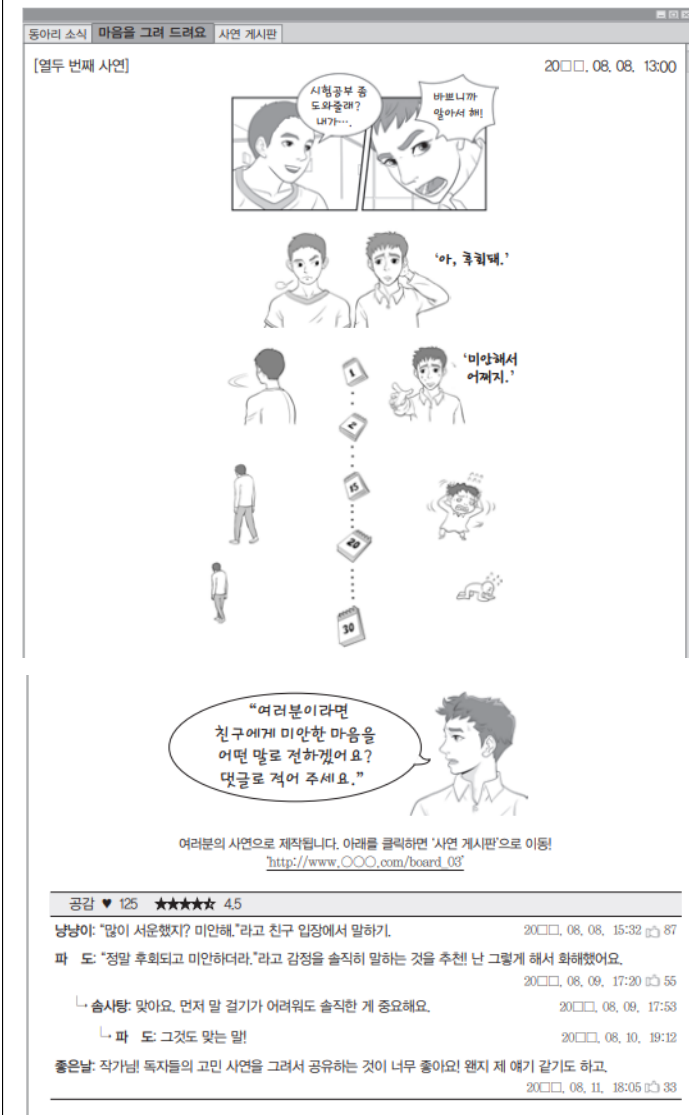 동아리 소식 마음을 그려 드려요 사연 게시판
[열두 번째 사연] 20□□. 08. 08. 13:00
시험공부 좀
도와줄래?
내가….
바쁘니까
알아서 해!
‘아, 후회돼.’
‘미안해서
어쩌지.’
1
2
15
20
30
“여러분이라면
친구에게 미안한 마음을
어떤 말로 전하겠어요?
댓글로 적어 주세요.”
여러분의 사연으로 제작됩니다. 아래를 클릭하면 ‘사연 게시판’으로 이동!
‘http://www.○○○.com/board_03’
공감 ♥ 125 ★★★★⯪ 4.5
냥냥이: “많이 서운했지? 미안해.”라고 친구 입장에서 말하기. 20□□. 08. 08. 15:32 87
파 도: “정말 후회되고 미안하더라.”라고 감정을 솔직히 말하는 것을 추천! 난 그렇게 해서 화해했어요.
20□□. 08. 09. 17:20 55
솜사탕: 맞아요. 먼저 말 걸기가 어려워도 솔직한 게 중요해요. 20□□. 08. 09. 17:53
파 도: 그것도 맞는 말! 20□□. 08. 10. 19:12
좋은날: 작가님! 독자들의 고민 사연을 그려서 공유하는 것이 너무 좋아요! 왠지 제 얘기 같기도 하고.
20□□. 08. 11. 18:05 33